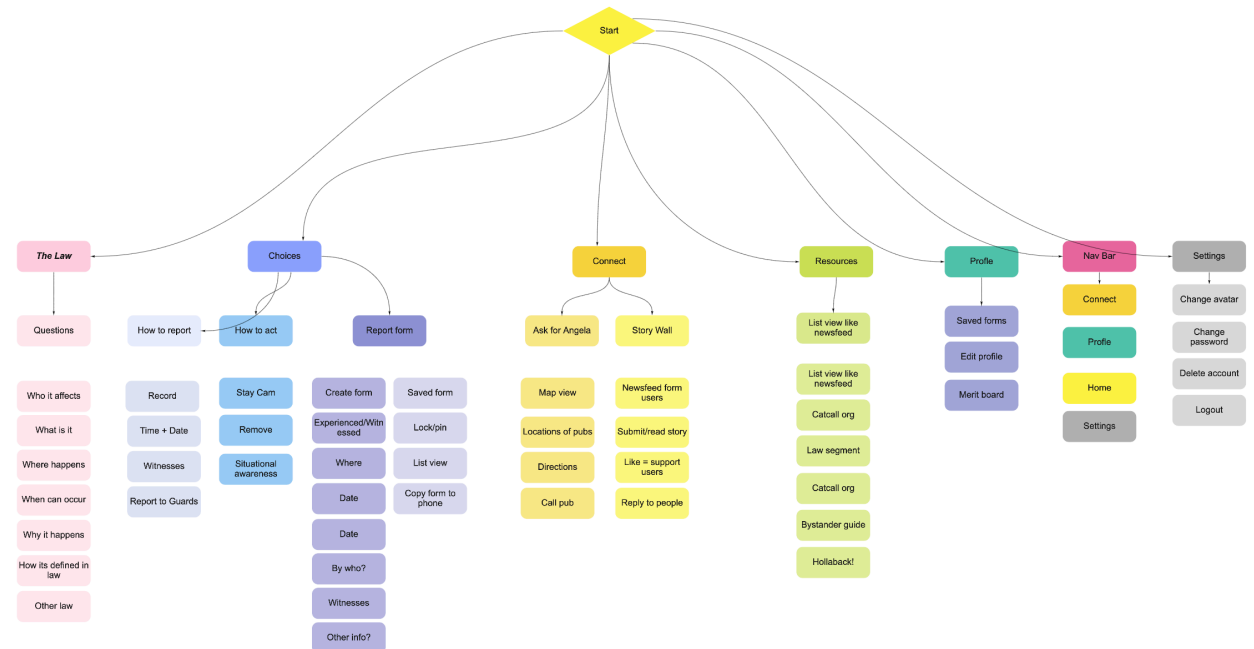 Start
The Law
Choices
Connect
Resources
Profle
Nav Bar
Settings
Questions
How to report
How to act
Report form
Ask for Angela
Story Wall
List view like
newsfeed
Saved forms
Edit profile
Merit board
Connect
Profle
Home
Settings
Change avatar
Change
password
Delete account
Logout
Who it affects
What is it
Where happens
When can occur
Why it happens
How its defined in
law
Other law
Record
Time + Date
Witnesses
Report to Guards
Stay Cam
Remove
Situational
awareness
Create form
Experienced/Witn
essed
Where
Date
Date
By who?
Witnesses
Other info?
Saved form
Lock/pin
List view
Copy form to
phone
Map view
Locations of pubs
Directions
Call pub
Newsfeed form
users
Submit/read story
Like = support
users
Reply to people
List view like
newsfeed
Catcall org
Law segment
Catcall org
Bystander guide
Hollaback!